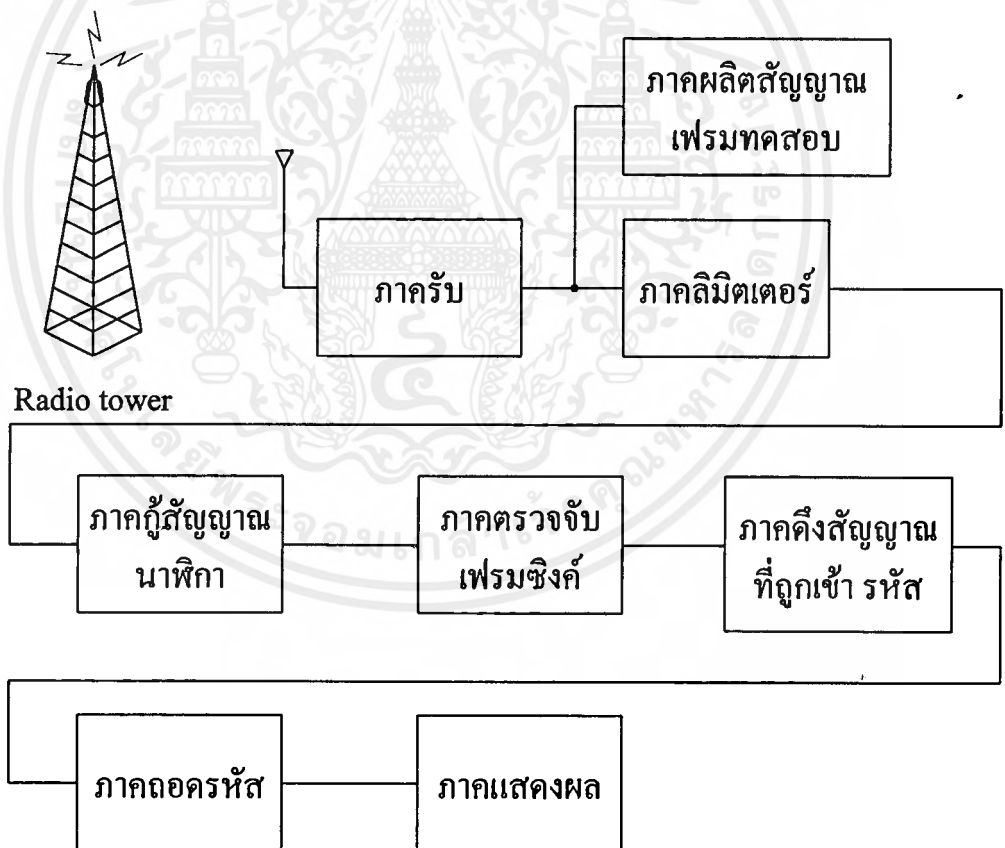 ภาคผลิตสัญญาณ
เฟรมทดสอบ
ภาครับ
ภาคลิมิตเตอร์
Radio tower
ภาคกู้สัญญาณ
นาฬิกา
ภาคตรวจจับ
เฟรมซิงค์
ภาคดึงสัญญาณ
ที่ถูกเข้า รหัส
ภาคถอดรหัส
ภาคแสดงผล